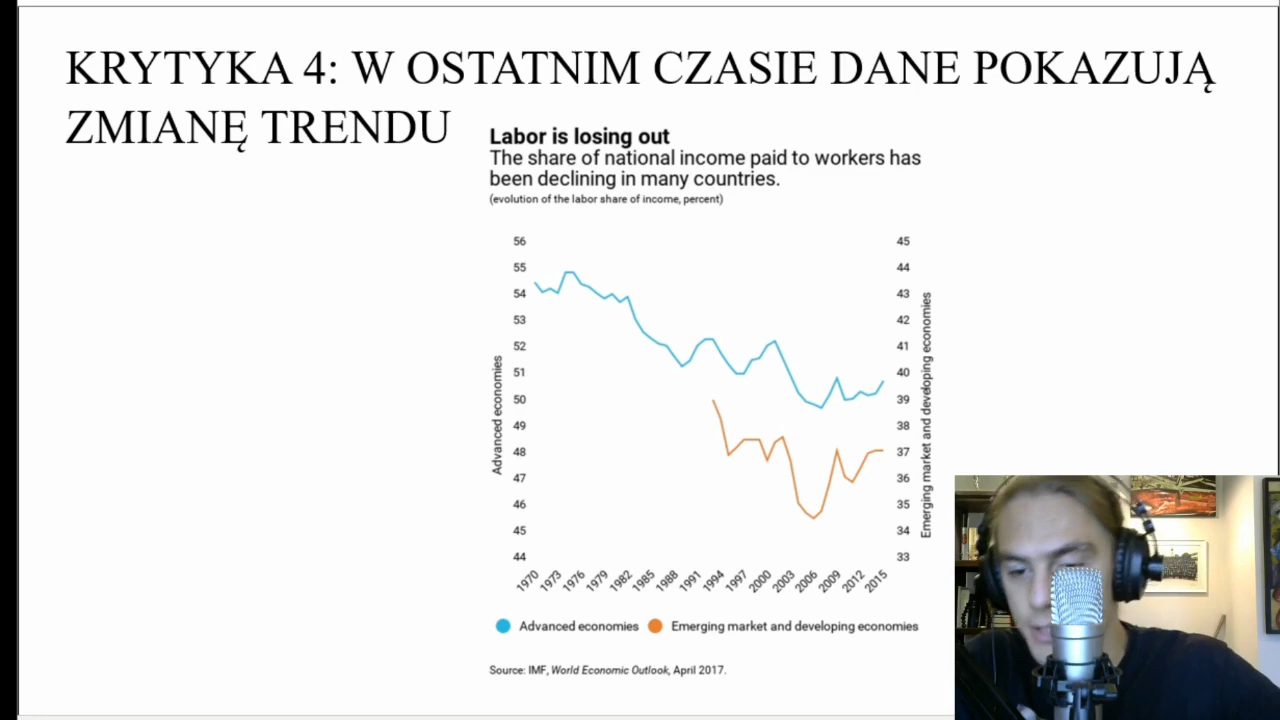 KRYTYKA 4: W OSTATNIM CZASIE DANE POKAZUJĄ
ZMIANĘ TRENDU
Labor is losing out
The share of national income paid to workers has
been declining in many countries.
(evolution of the labor share of income, percent)
56
55
54
53
52
51
50
49
48
47
46
45
44
Advanced economies
45
44
43
42
41
40
39
38
37
36
35
34
33
Emerging market and developing economies
1970 1973 1976 1979 1982 1985 1988 1991 1994 1997 2000 2003 2006 2009 2012 2015
Advanced economies Emerging market and developing economies
Source: IMF, World Economic Outlook, April 2017.